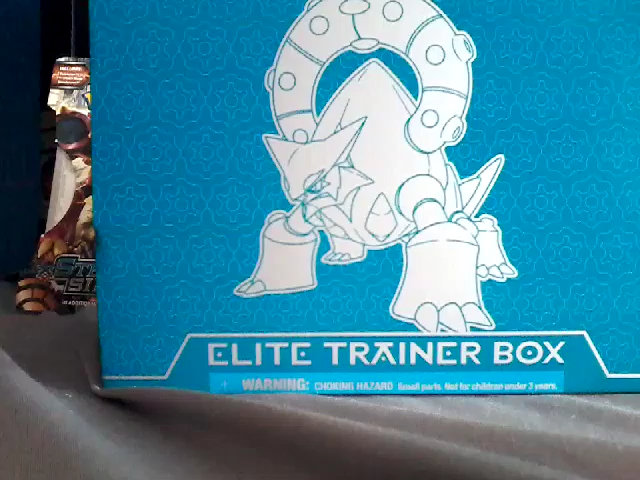 ELITE TRAINER BOX
WARNING: CHOKING HAZARD Small parts. Not for children under 3 years.